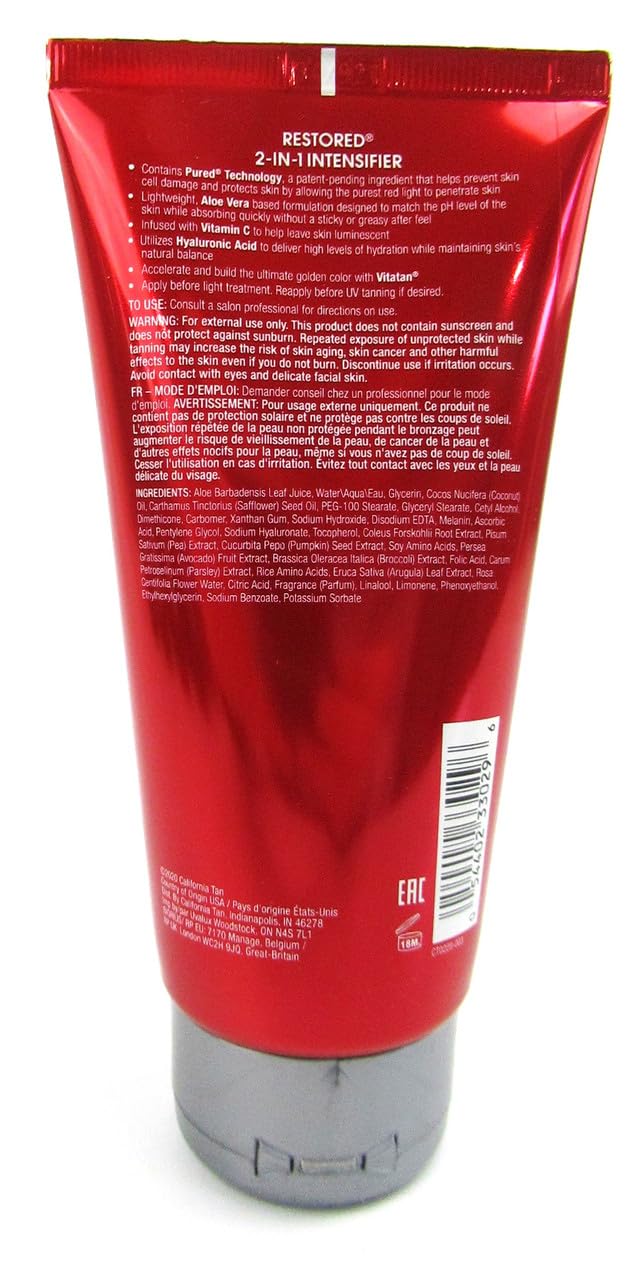 RESTORED®
2-IN-1 INTENSIFIER
• Contains Pured® Technology, a patent-pending ingredient that helps prevent skin
cell damage and protects skin by allowing the purest red light to penetrate skin
• Lightweight, Aloe Vera based formulation designed to match the pH level of the
skin while absorbing quickly without a sticky or greasy after feel
• Infused with Vitamin C to help leave skin luminescent
• Utilizes Hyaluronic Acid to deliver high levels of hydration while maintaining skin's
natural balance
• Accelerate and build the ultimate golden color with Vitatan®
• Apply before light treatment. Reapply before UV tanning if desired.
TO USE: Consult a salon professional for directions on use.
WARNING: For external use only. This product does not contain sunscreen and
does not protect against sunburn. Repeated exposure of unprotected skin while
tanning may increase the risk of skin aging, skin cancer and other harmful
effects to the skin even if you do not burn. Discontinue use if irritation occurs.
Avoid contact with eyes and delicate facial skin.
FR – MODE D'EMPLOI: Demander conseil chez un professionnel pour le mode
d'emploi. AVERTISSEMENT: Pour usage externe uniquement. Ce produit ne
contient pas de protection solaire et ne protège pas contre les coups de soleil.
L'exposition répétée de la peau non protégée pendant le bronzage peut
augmenter le risque de vieillissement de la peau, de cancer de la peau et
d'autres effets nocifs pour la peau, même si vous n'avez pas de coup de soleil.
Cesser l'utilisation en cas d'irritation. Évitez tout contact avec les yeux et la peau
délicate du visage.
INGREDIENTS: Aloe Barbadensis Leaf Juice, Water\Aqua\Eau, Glycerin, Cocos Nucifera (Coconut)
Oil, Carthamus Tinctorius (Safflower) Seed Oil, PEG-100 Stearate, Glyceryl Stearate, Cetyl Alcohol,
Dimethicone, Carbomer, Xanthan Gum, Sodium Hydroxide, Disodium EDTA, Melanin, Ascorbic
Acid, Pentylene Glycol, Sodium Hyaluronate, Tocopherol, Coleus Forskohlii Root Extract, Pisum
Sativum (Pea) Extract, Cucurbita Pepo (Pumpkin) Seed Extract, Soy Amino Acids, Persea
Gratissima (Avocado) Fruit Extract, Brassica Oleracea Italica (Broccoli) Extract, Folic Acid, Carum
Petroselinum (Parsley) Extract, Rice Amino Acids, Eruca Sativa (Arugula) Leaf Extract, Rosa
Centifolia Flower Water, Citric Acid, Fragrance (Parfum), Linalool, Limonene, Phenoxyethanol,
Ethylhexylglycerin, Sodium Benzoate, Potassium Sorbate
©2020 California Tan
Country of Origin USA / Pays d'origine États-Unis
Dist. By California Tan, Indianapolis, IN 46278
par Uvalux Woodstock, ON N4S 7L1
RP EU: 7170 Manage, Belgium /
RP UK: London WC2H 9JQ, Great-Britain
EAC
18M
0 54402 33029 6